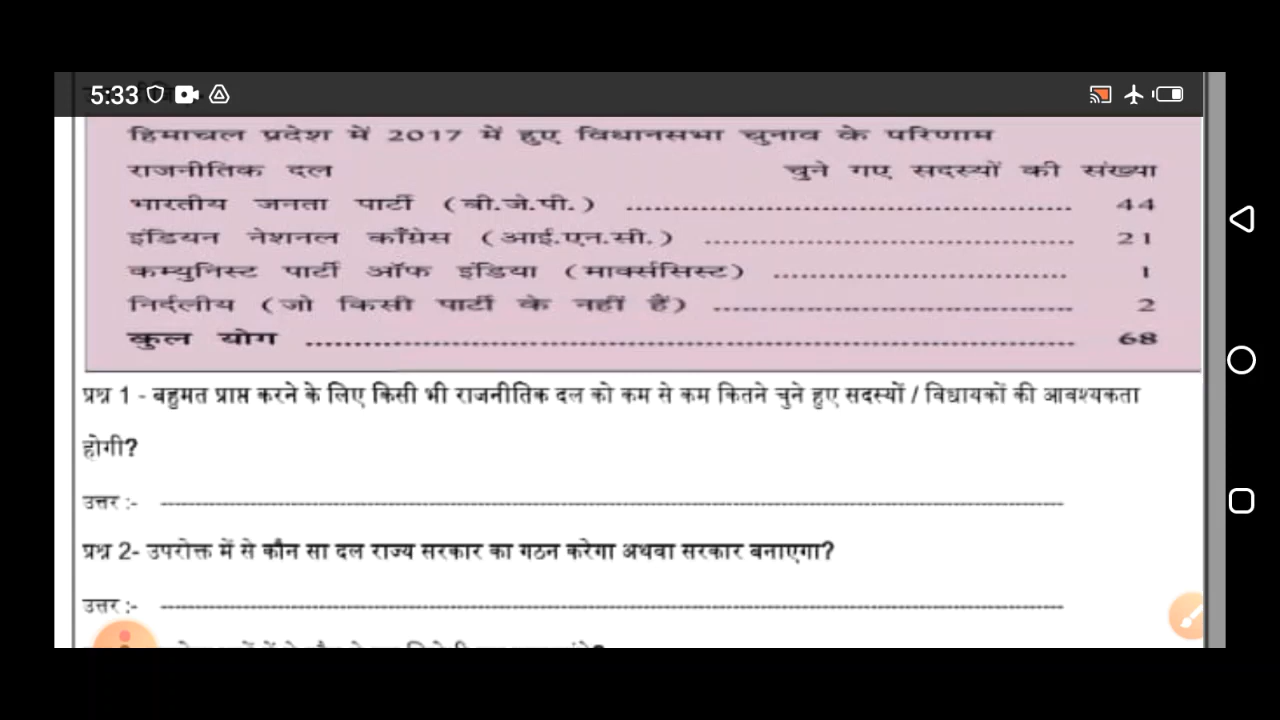 5:33
हिमाचल प्रदेश में 2017 में हुए विधानसभा चुनाव के परिणाम
राजनीतिक दल चुने गए सदस्यों की संख्या
भारतीय जनता पार्टी (बी.जे.पी.) ........................................................ 44
इंडियन नेशनल काँग्रेस (आई.एन.सी.) ............................................. 21
कम्युनिस्ट पार्टी ऑफ इंडिया (मार्क्ससिस्ट) ................................... 1
निर्दलीय (जो किसी पार्टी के नहीं हैं) ........................................... 2
कुल योग ................................................................................................ 68
प्रश्न 1 - बहुमत प्राप्त करने के लिए किसी भी राजनीतिक दल को कम से कम कितने चुने हुए सदस्यों / विधायकों की आवश्यकता
होगी?
उत्तर :- ------------------------------------------------------------
प्रश्न 2- उपरोक्त में से कौन सा दल राज्य सरकार का गठन करेगा अथवा सरकार बनाएगा?
उत्तर :- ------------------------------------------------------------